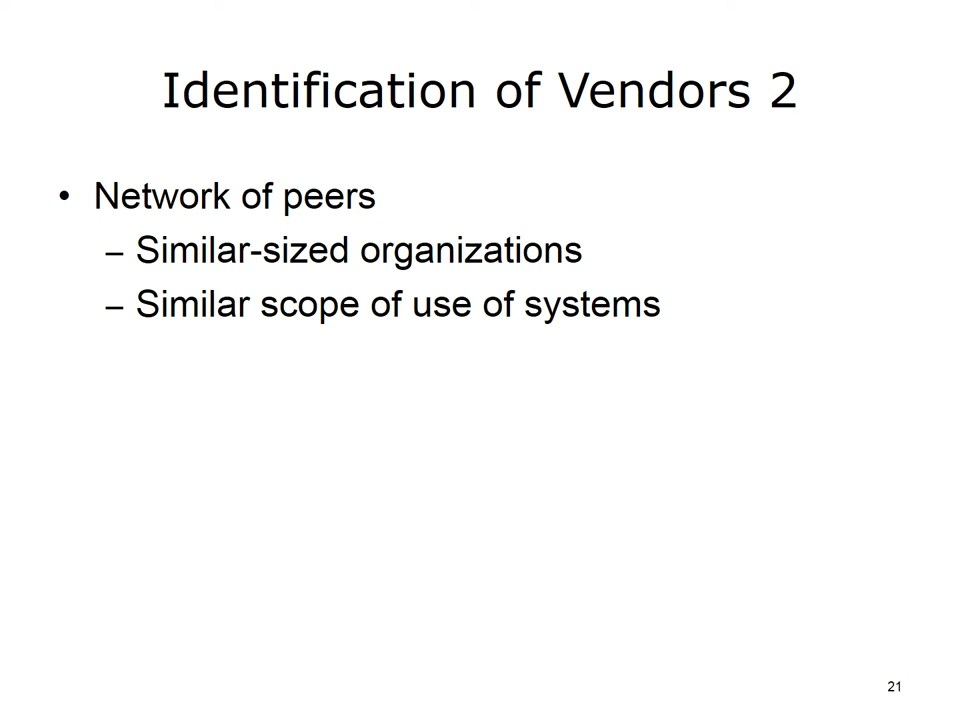 Identification of Vendors 2
• Network of peers
– Similar-sized organizations
– Similar scope of use of systems
21